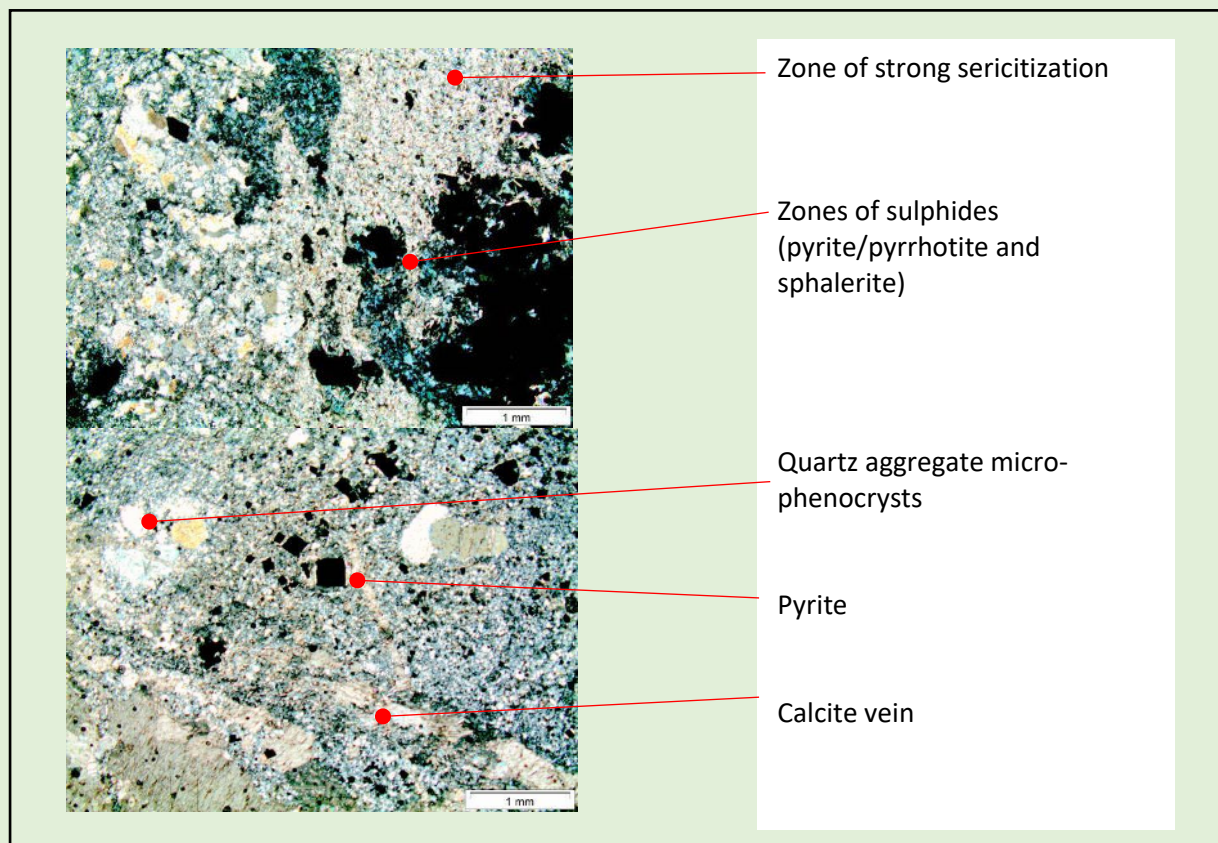 Zone of strong sericitization
Zones of sulphides
(pyrite/pyrrhotite and
sphalerite)
1 mm
Quartz aggregate micro-
phenocrysts
Pyrite
Calcite vein
1 mm